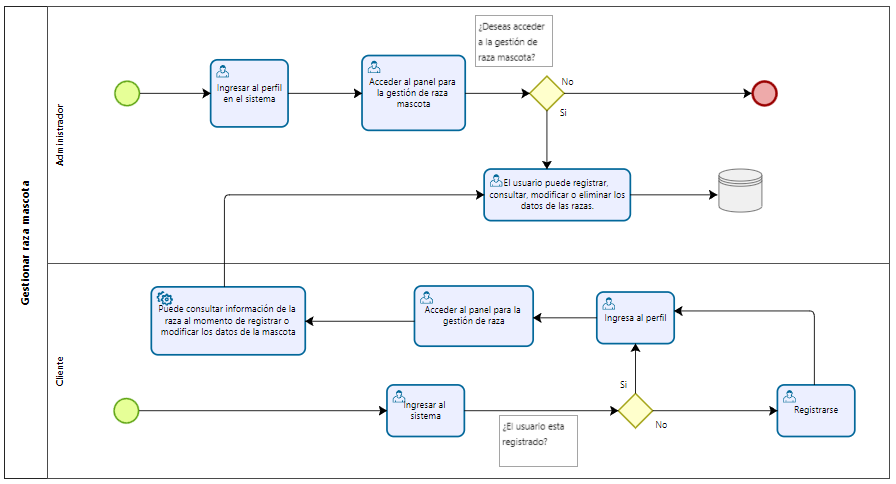 Gestionar raza mascota
Administrador
Ingresar al perfil
en el sistema
Acceder al panel para
la gestión de raza
mascota
¿Deseas acceder
a la gestión de
raza mascota?
No
Si
El usuario puede registrar,
consultar, modificar o eliminar los
datos de las razas.
Cliente
Puede consultar información de la
raza al momento de registrar o
modificar los datos de la mascota
Acceder al panel para la
gestión de raza
Ingresa al perfil
Si
Ingresar al
sistema
¿El usuario esta
registrado?
No
Registrarse